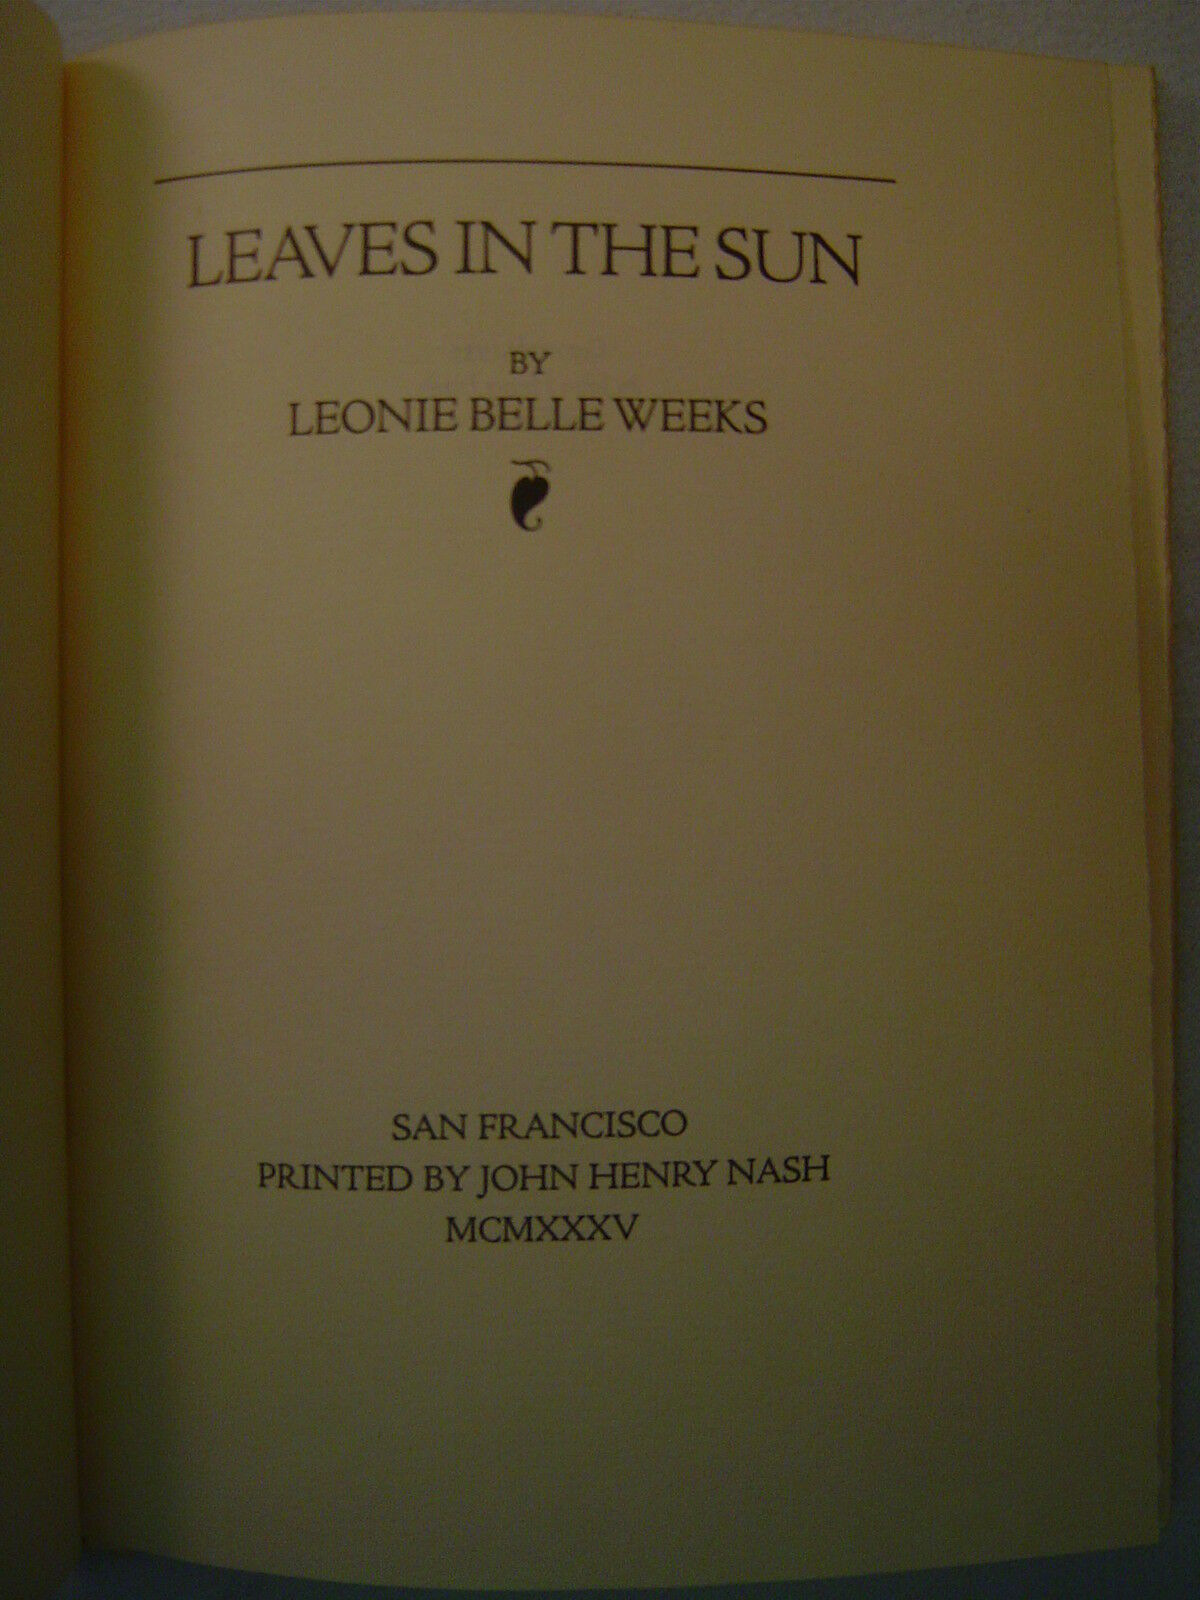 LEAVES IN THE SUN
BY
LEONIE BELLE WEEKS
SAN FRANCISCO
PRINTED BY JOHN HENRY NASH
MCMXXXV